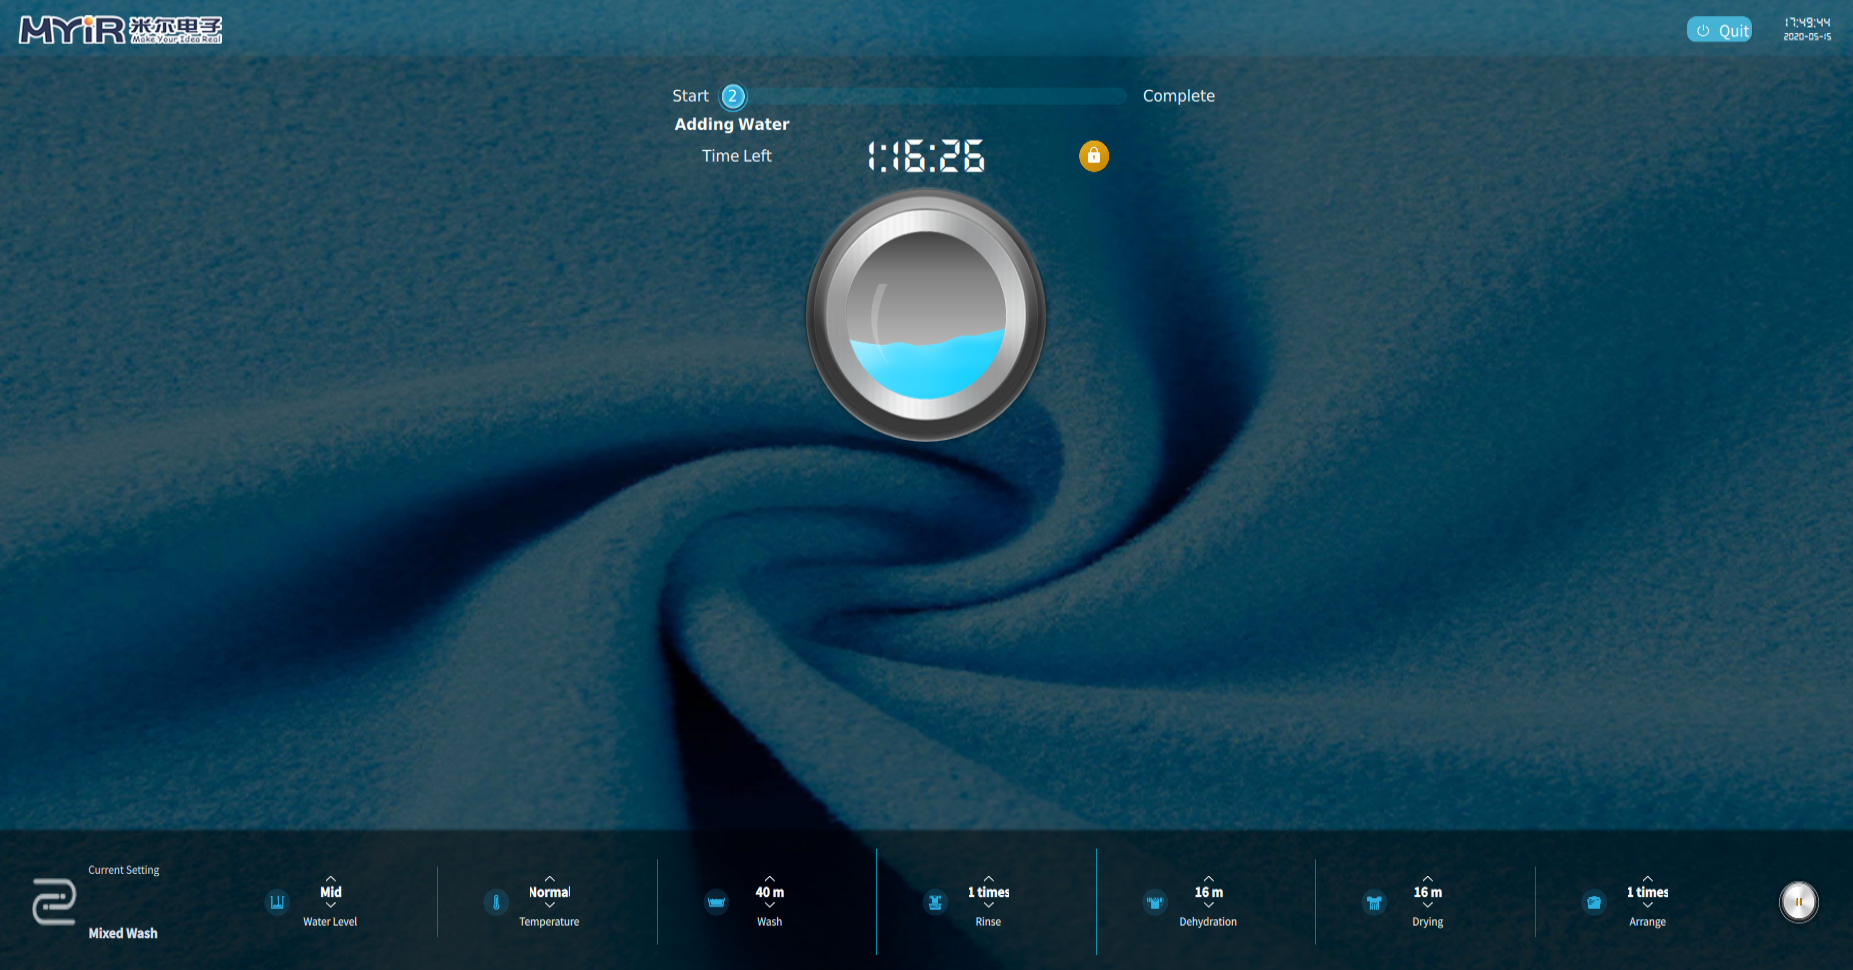 MYiR 米尔电子
Make Your Idea Real
Quit
17:49:44
2020-05-15
Start 2 Complete
Adding Water
Time Left 1:16:26
Current Setting
Mixed Wash
Mid
Water Level
Normal
Temperature
40 m
Wash
1 times
Rinse
16 m
Dehydration
16 m
Drying
1 times
Arrange